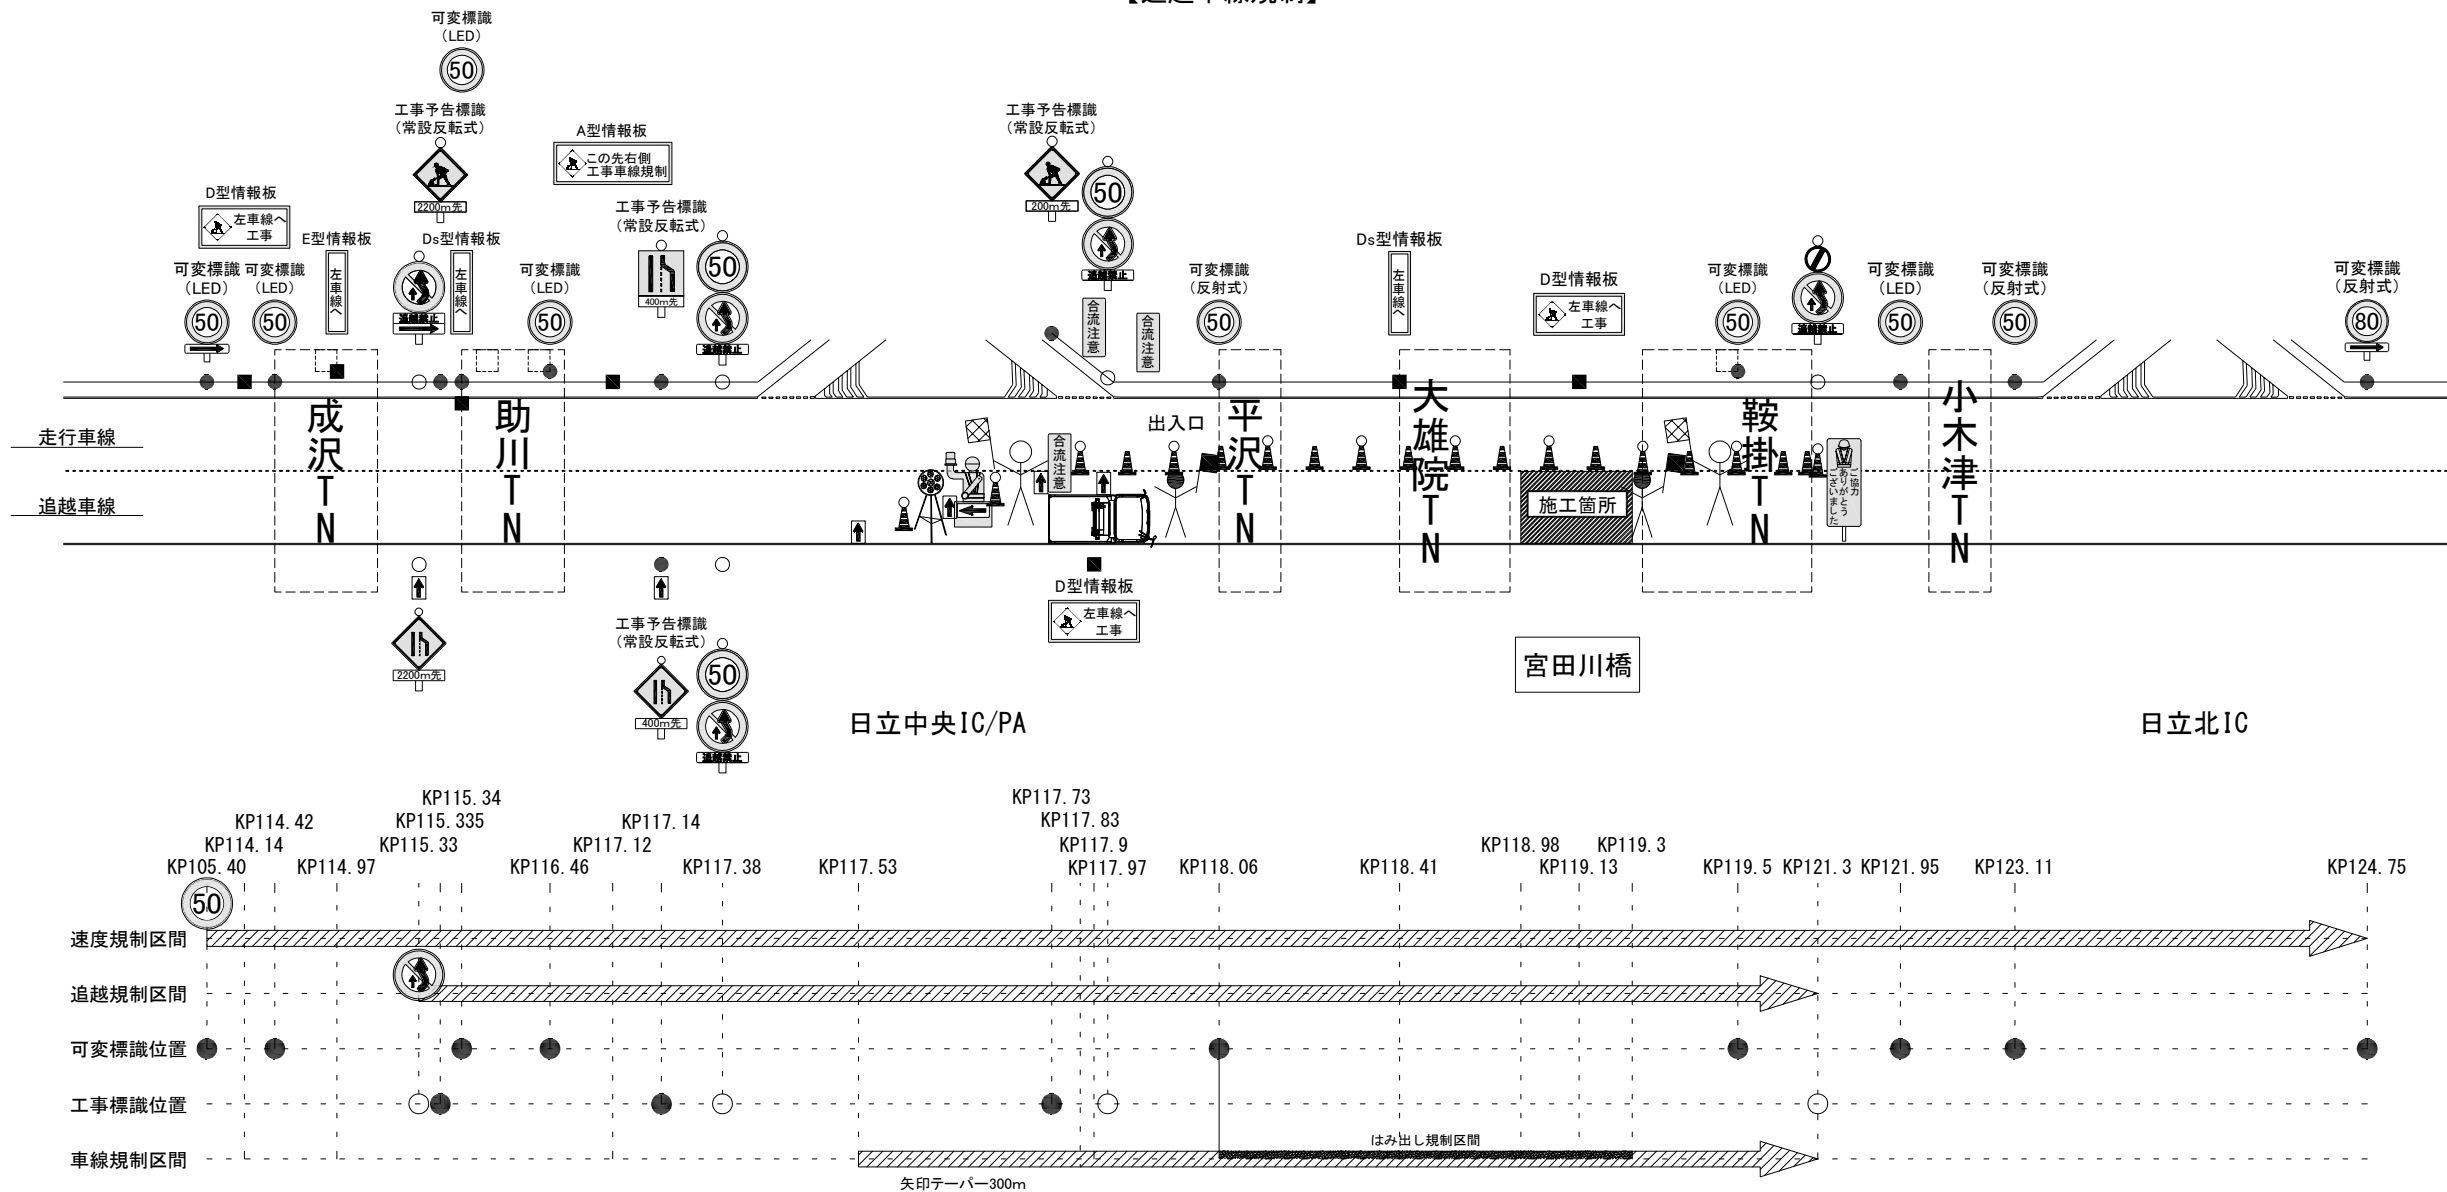 可変標識
(LED)
50
工事予告標識
(常設反転式)
2200m先
A型情報板
この先右側
工事車線規制
工事予告標識
(常設反転式)
200m先
50
追越禁止
D型情報板
左車線へ
工事
E型情報板
左車線へ
Ds型情報板
左車線へ
追越禁止
工事予告標識
(常設反転式)
400m先
50
追越禁止
可変標識
(LED)
50
可変標識
(LED)
50
可変標識
(LED)
50
合流注意
合流注意
可変標識
(反射式)
50
Ds型情報板
左車線へ
D型情報板
左車線へ
工事
可変標識
(LED)
50
追越禁止
可変標識
(LED)
50
可変標識
(反射式)
50
可変標識
(反射式)
80
走行車線
追越車線
成沢TN
助川TN
合流注意
出入口
平沢TN
大雄院TN
施工箇所
鞍掛TN
ご協力
ありがとう
ございました
小木津TN
2200m先
工事予告標識
(常設反転式)
400m先
50
追越禁止
D型情報板
左車線へ
工事
宮田川橋
日立中央IC/PA
日立北IC
KP115.34
KP117.73
KP114.42
KP115.335
KP117.14
KP117.83
KP114.14
KP115.33
KP117.12
KP117.9
KP118.98
KP119.3
KP105.40
KP114.97
KP116.46
KP117.38
KP117.53
KP117.97
KP118.06
KP118.41
KP119.13
KP119.5
KP121.3
KP121.95
KP123.11
KP124.75
50
速度規制区間
追越規制区間
可変標識位置
工事標識位置
車線規制区間
はみ出し規制区間
矢印テーパー300m